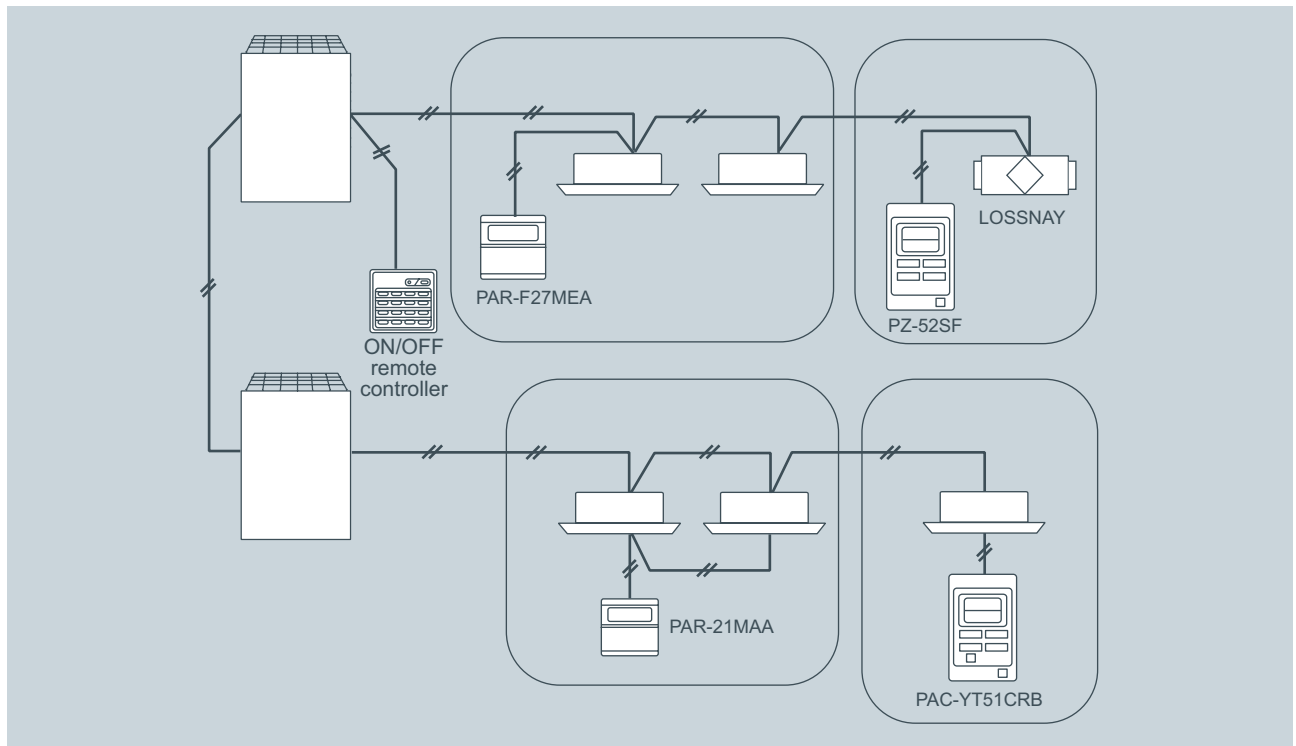 LOSSNAY
PAR-F27MEA
PZ-52SF
ON/OFF
remote
controller
PAR-21MAA
PAC-YT51CRB